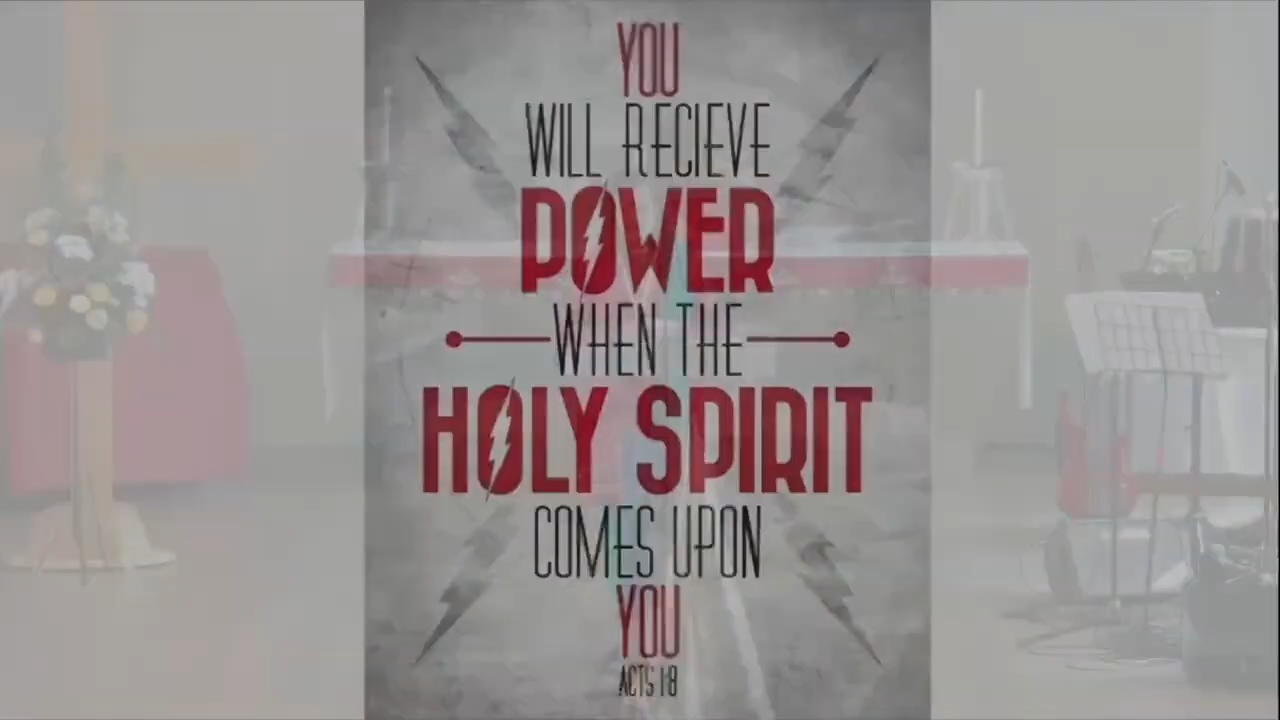 YOU
WILL RECIEVE
POWER
WHEN THE
HOLY SPIRIT
COMES UPON
YOU
ACTS 1:8